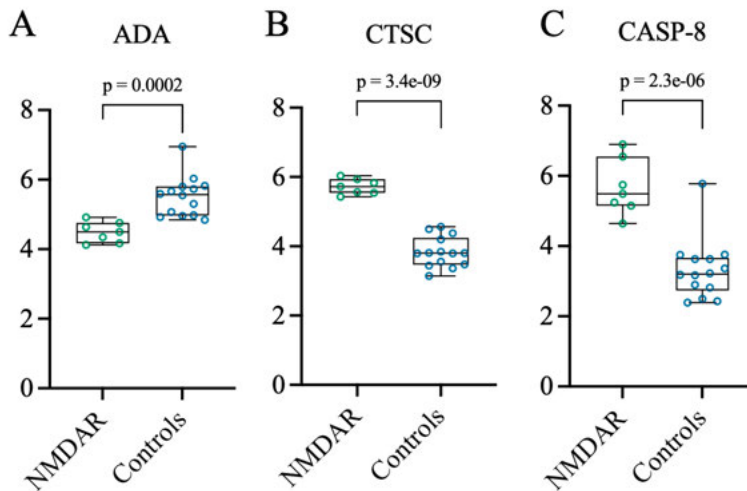 A
ADA
p = 0.0002
8
6
4
2
0
NMDAR
Controls
B
CTSC
p = 3.4e-09
8
6
4
2
0
NMDAR
Controls
C
CASP-8
p = 2.3e-06
8
6
4
2
0
NMDAR
Controls